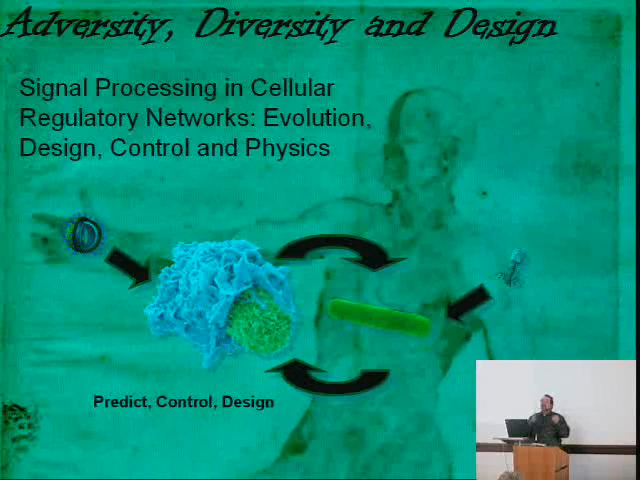 Adversity, Diversity and Design
Signal Processing in Cellular
Regulatory Networks: Evolution,
Design, Control and Physics
Predict, Control, Design